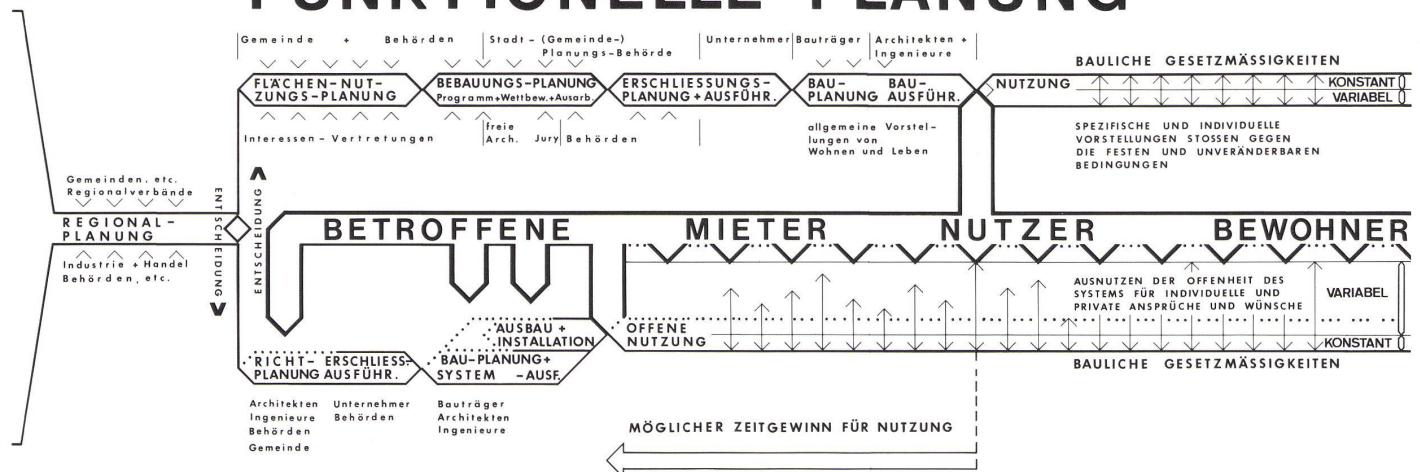 FUNKTIONELLE PLANUNG
Gemeinde + Behörden
Stadt-(Gemeinde-)
Planungs-Behörde
Unternehmer
Bauträger
Architekten +
Ingenieure
FLÄCHEN-NUT-
ZUNGS-PLANUNG
BEBAUUNGS-PLANUNG
Programm+Wettbew.+Ausarb.
ERSCHLIESSUNGS-
PLANUNG+AUSFÜHR.
BAU-
PLANUNG
BAU-
AUSFÜHR.
NUTZUNG
BAULICHE GESETZMÄSSIGKEITEN
KONSTANT
VARIABEL
Interessen-Vertretungen
freie
Arch.
Jury
Behörden
allgemeine Vorstel-
lungen von
Wohnen und Leben
SPEZIFISCHE UND INDIVIDUELLE
VORSTELLUNGEN STOSSEN GEGEN
DIE FESTEN UND UNVERÄNDERBAREN
BEDINGUNGEN
Gemeinden, etc.
Regionalverbände
REGIONAL-
PLANUNG
Industrie + Handel
Behörden, etc.
ENTSCHEIDUNG
ENTSCHEIDUNG
BETROFFENE MIETER NUTZER BEWOHNER
AUSNUTZEN DER OFFENHEIT DES
SYSTEMS FÜR INDIVIDUELLE UND
PRIVATE ANSPRÜCHE UND WÜNSCHE
VARIABEL
KONSTANT
RICHT-
PLANUNG
ERSCHLIESS-
AUSFÜHR.
AUSBAU +
INSTALLATION
BAU-PLANUNG+
SYSTEM -AUSF.
OFFENE
NUTZUNG
BAULICHE GESETZMÄSSIGKEITEN
Architekten
Ingenieure
Behörden
Gemeinde
Unternehmer
Behörden
Bauträger
Architekten
Ingenieure
MÖGLICHER ZEITGEWINN FÜR NUTZUNG